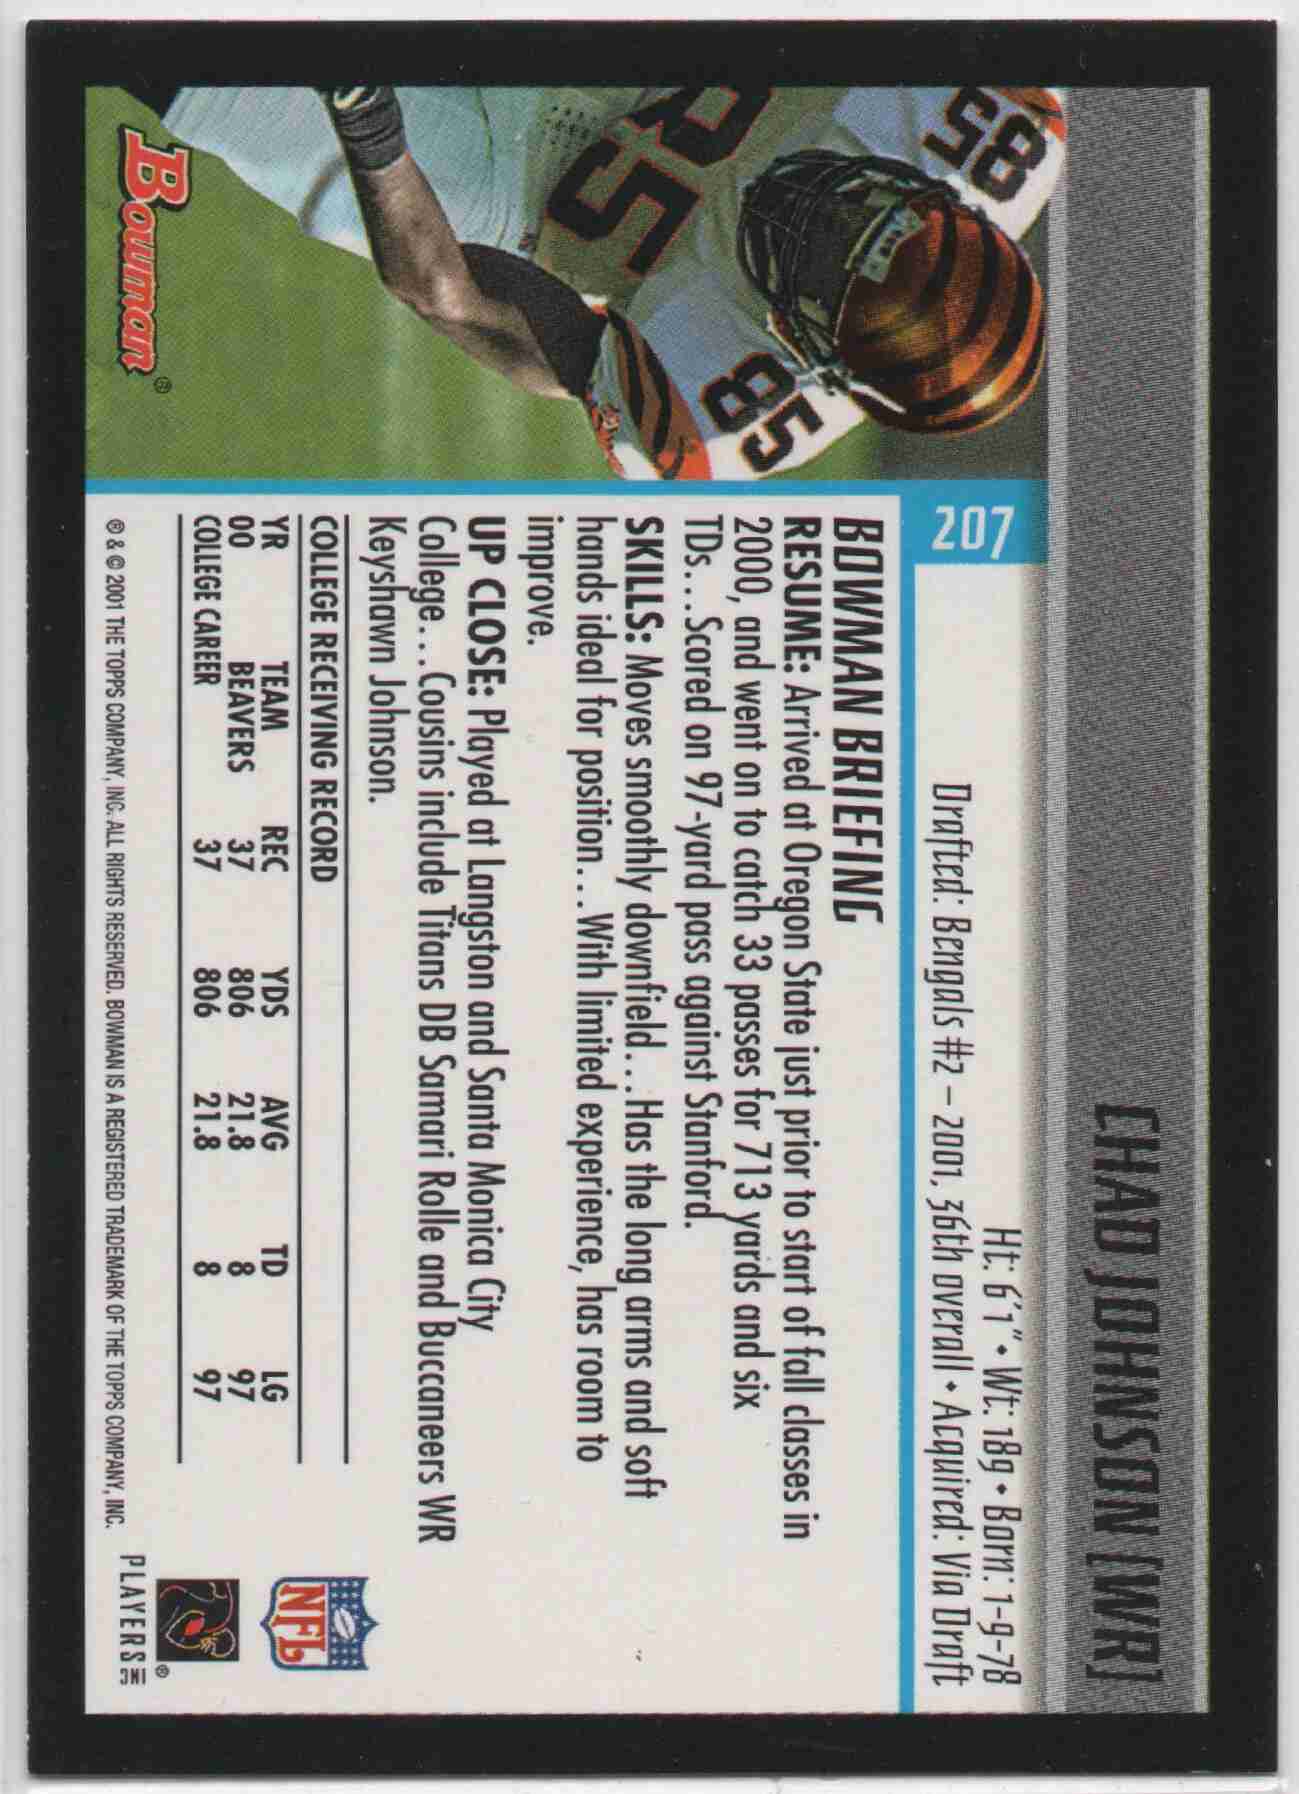 CHAD JOHNSON [WR]
Ht: 6'1" • Wt: 189 • Born: 1-9-78
Drafted: Bengals #2 – 2001, 36th overall • Acquired: Via Draft
207
85
85
85
Bowman®
BOWMAN BRIEFING
RESUME: Arrived at Oregon State just prior to start of fall classes in
2000, and went on to catch 33 passes for 713 yards and six
TDs...Scored on 97-yard pass against Stanford.
SKILLS: Moves smoothly downfield...Has the long arms and soft
hands ideal for position...With limited experience, has room to
improve.
UP CLOSE: Played at Langston and Santa Monica City
College...Cousins include Titans DB Samari Rolle and Buccaneers WR
Keyshawn Johnson.
COLLEGE RECEIVING RECORD
YR TEAM REC YDS AVG TD LG
00 BEAVERS 37 806 21.8 8 97
COLLEGE CAREER 37 806 21.8 8 97
® & © 2001 THE TOPPS COMPANY, INC. ALL RIGHTS RESERVED. BOWMAN IS A REGISTERED TRADEMARK OF THE TOPPS COMPANY, INC.
NFL
®
PLAYERS INC